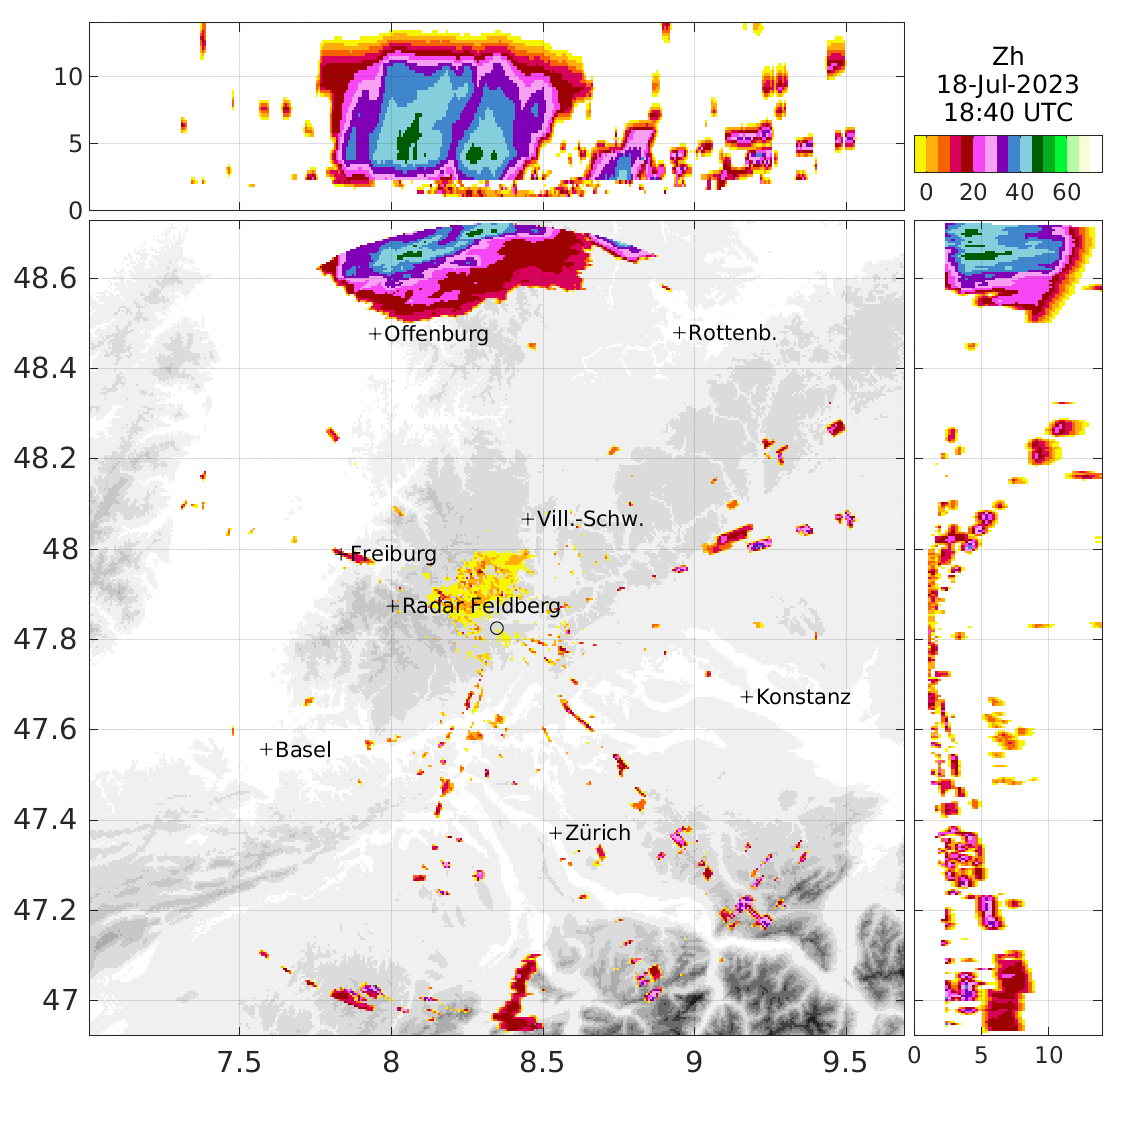 10
5
0
Zh
18-Jul-2023
18:40 UTC
0 20 40 60
48.6
48.4
48.2
48
47.8
47.6
47.4
47.2
47
+Offenburg
+Rottenb.
+Vill.-Schw.
+Freiburg
+Radar Feldberg
+Konstanz
+Basel
+Zürich
7.5 8 8.5 9 9.5
0 5 10